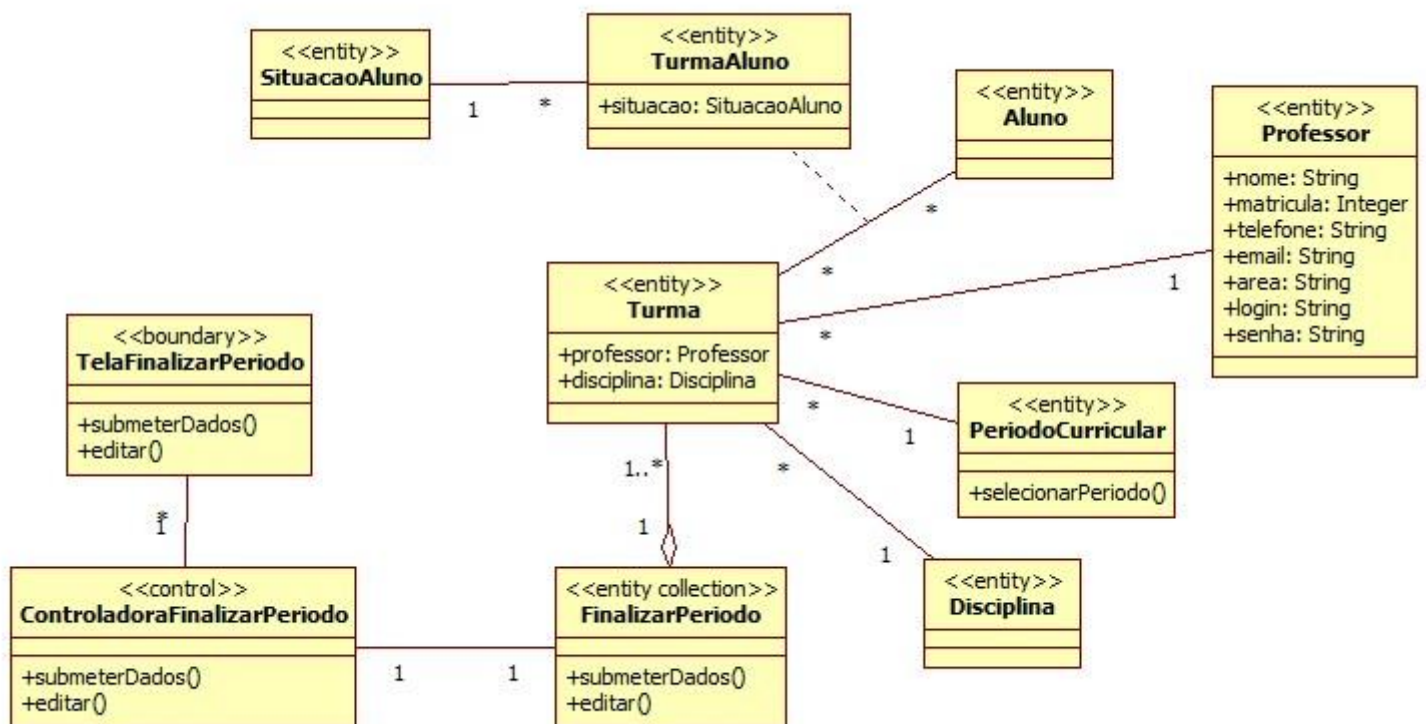 <<entity>>
SituacaoAluno
1
*
<<entity>>
TurmaAluno
+situacao: SituacaoAluno
<<entity>>
Aluno
*
*
<<entity>>
Professor
+nome: String
+matricula: Integer
+telefone: String
+email: String
+area: String
+login: String
+senha: String
1
*
<<entity>>
Turma
+professor: Professor
+disciplina: Disciplina
<<boundary>>
TelaFinalizarPeriodo
+submeterDados()
+editar()
*
1
<<entity>>
PeriodoCurricular
+selecionarPeriodo()
*
1
1..*
1
*
1
<<entity>>
Disciplina
<<control>>
ControladoraFinalizarPeriodo
+submeterDados()
+editar()
1
1
<<entity collection>>
FinalizarPeriodo
+submeterDados()
+editar()